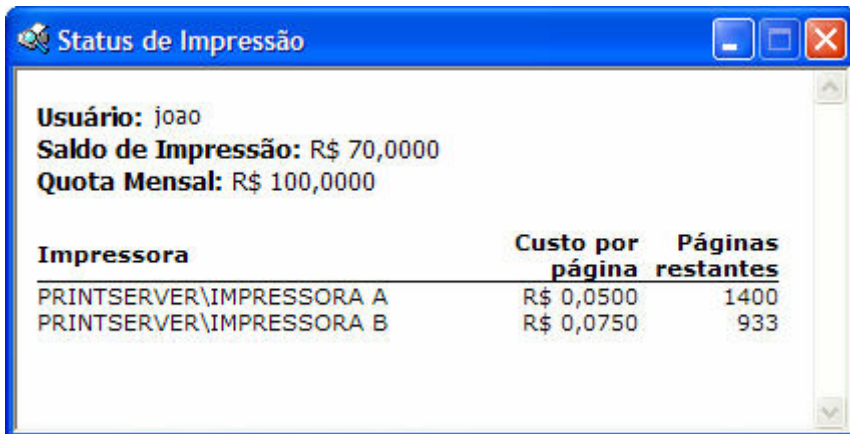 Status de Impressão
Usuário: joao
Saldo de Impressão: R$ 70,0000
Quota Mensal: R$ 100,0000
Impressora Custo por página Páginas restantes
PRINTSERVER\IMPRESSORA A R$ 0,0500 1400
PRINTSERVER\IMPRESSORA B R$ 0,0750 933